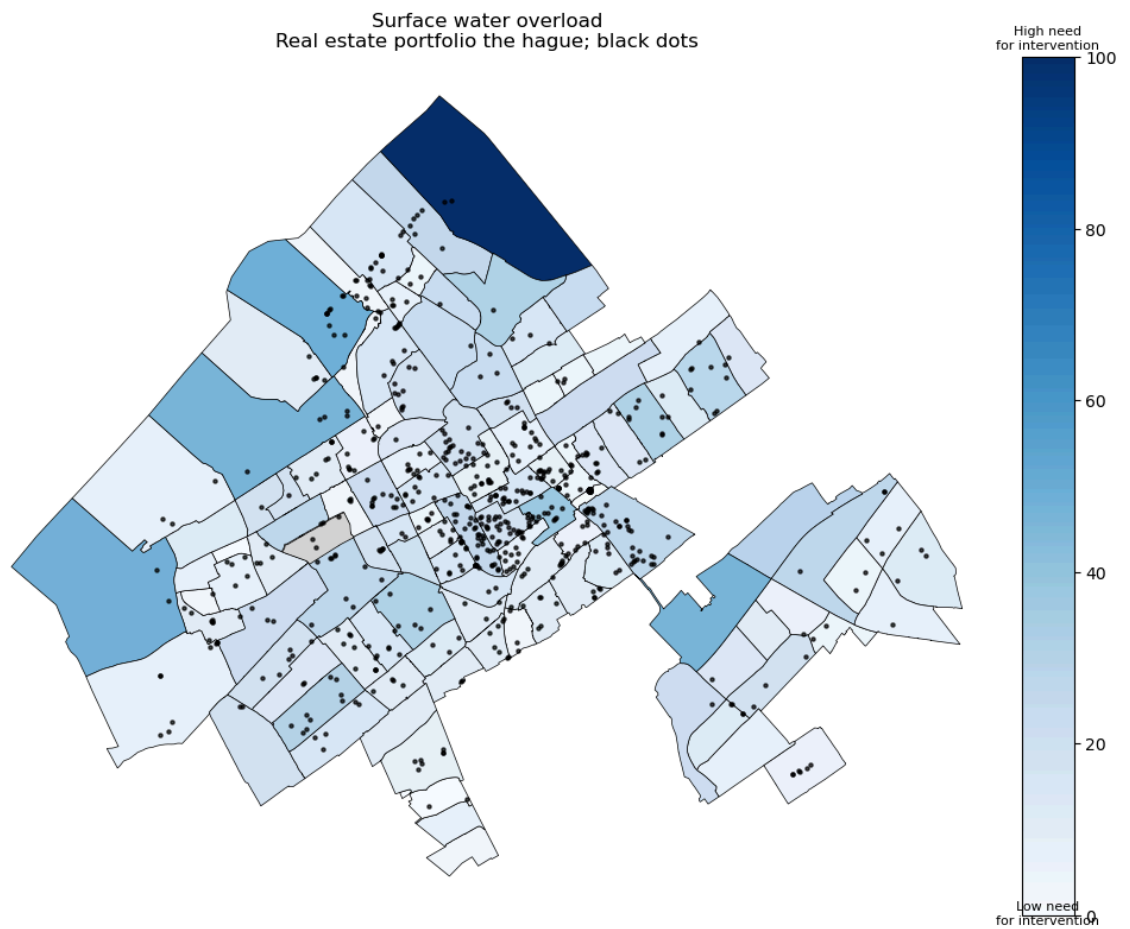 Surface water overload
Real estate portfolio the hague; black dots
High need
for intervention
100
80
60
40
20
0
Low need
for intervention